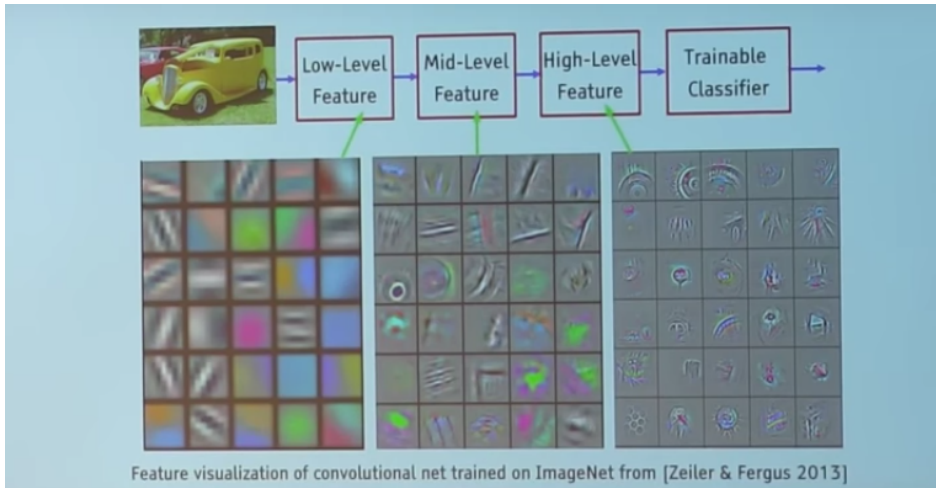 Low-Level
Feature
Mid-Level
Feature
High-Level
Feature
Trainable
Classifier
Feature visualization of convolutional net trained on ImageNet from [Zeiler & Fergus 2013]